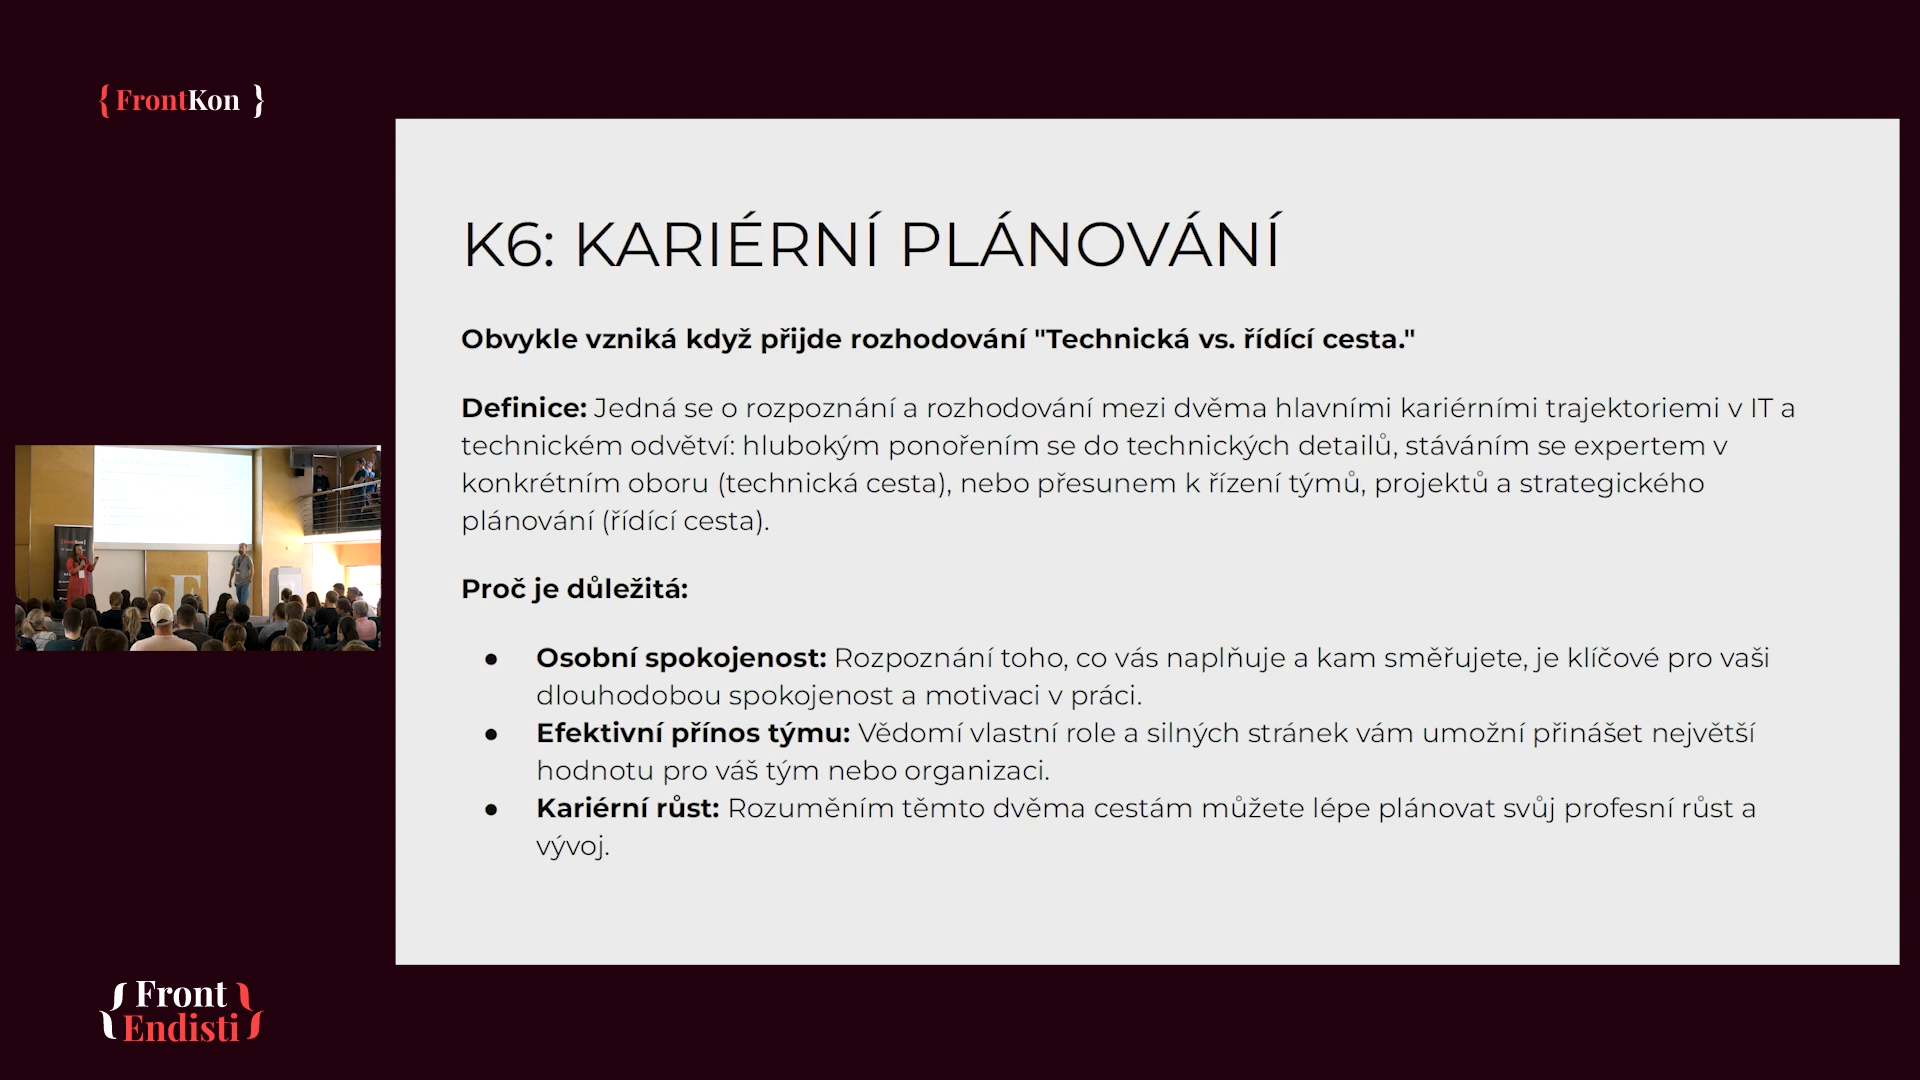 { FrontKon }
K6: KARIÉRNÍ PLÁNOVÁNÍ
Obvykle vzniká když přijde rozhodování "Technická vs. řídící cesta."
Definice: Jedná se o rozpoznání a rozhodování mezi dvěma hlavními kariérními trajektoriemi v IT a
technickém odvětví: hlubokým ponořením se do technických detailů, stáváním se expertem v
konkrétním oboru (technická cesta), nebo přesunem k řízení týmů, projektů a strategického
plánování (řídící cesta).
Proč je důležitá:
● Osobní spokojenost: Rozpoznání toho, co vás naplňuje a kam směřujete, je klíčové pro vaši
dlouhodobou spokojenost a motivaci v práci.
● Efektivní přínos týmu: Vědomí vlastní role a silných stránek vám umožní přinášet největší
hodnotu pro váš tým nebo organizaci.
● Kariérní růst: Rozuměním těmto dvěma cestám můžete lépe plánovat svůj profesní růst a
vývoj.
{ Front }
{ Endisti }